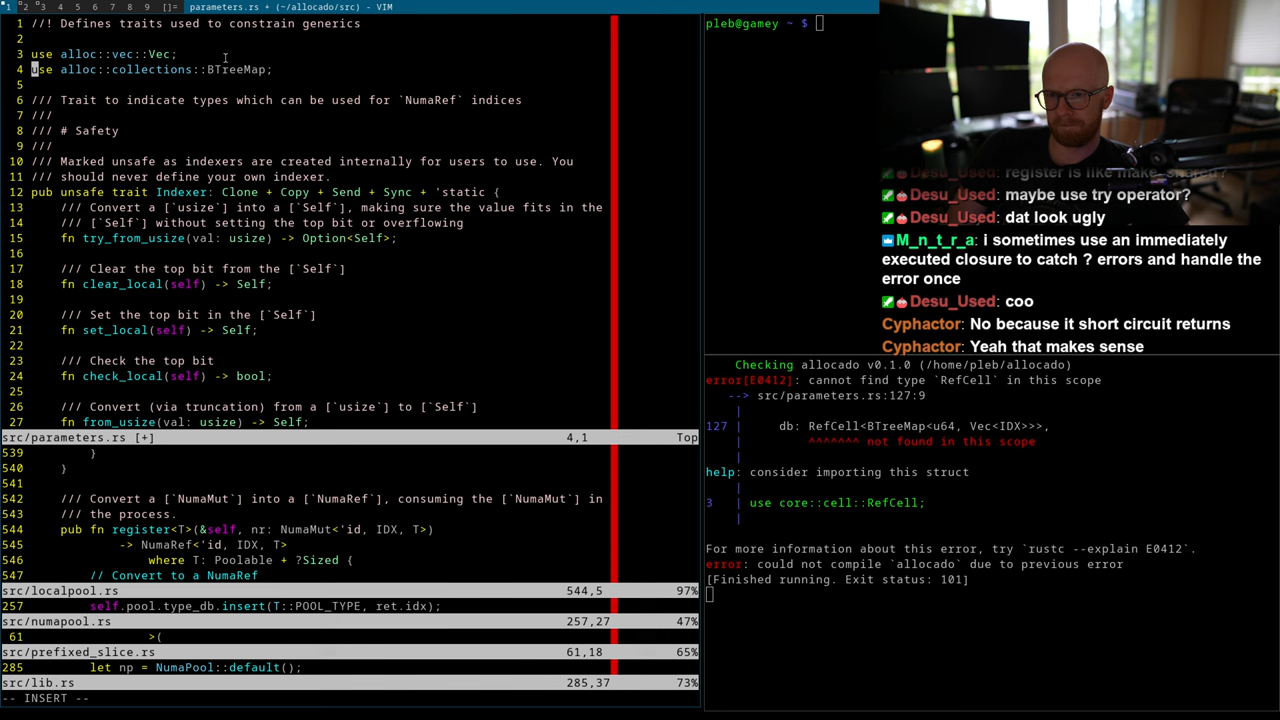 1 2 3 4 5 6 7 8 9 []= parameters.rs + (~/allocado/src) - VIM
1 //! Defines traits used to constrain generics
2
3 use alloc::vec::Vec;
4 use alloc::collections::BTreeMap;
5
6 /// Trait to indicate types which can be used for `NumaRef` indices
7 ///
8 /// # Safety
9 ///
10 /// Marked unsafe as indexers are created internally for users to use. You
11 /// should never define your own indexer.
12 pub unsafe trait Indexer: Clone + Copy + Send + Sync + 'static {
13     /// Convert a [`usize`] into a [`Self`], making sure the value fits in the
14     /// [`Self`] without setting the top bit or overflowing
15     fn try_from_usize(val: usize) -> Option<Self>;
16
17     /// Clear the top bit from the [`Self`]
18     fn clear_local(self) -> Self;
19
20     /// Set the top bit in the [`Self`]
21     fn set_local(self) -> Self;
22
23     /// Check the top bit
24     fn check_local(self) -> bool;
25
26     /// Convert (via truncation) from a [`usize`] to [`Self`]
27     fn from_usize(val: usize) -> Self;
src/parameters.rs [+] 4,1 Top
539         }
540     }
541
542     /// Convert a [`NumaMut`] into a [`NumaRef`], consuming the [`NumaMut`] in
543     /// the process.
544     pub fn register<T>(&self, nr: NumaMut<'id, IDX, T>)
545             -> NumaRef<'id, IDX, T>
546                 where T: Poolable + ?Sized {
547         // Convert to a NumaRef
src/localpool.rs 544,5 97%
257         self.pool.type_db.insert(T::POOL_TYPE, ret.idx);
src/numapool.rs 257,27 47%
61                 >(
src/prefixed_slice.rs 61,18 65%
285         let np = NumaPool::default();
src/lib.rs 285,37 73%
-- INSERT --
pleb@gamey ~ $
Desu_Used: register is like make_shared?
Desu_Used: maybe use try operator?
Desu_Used: dat look ugly
M_n_t_r_a: i sometimes use an immediately
executed closure to catch ? errors and handle the
error once
Desu_Used: coo
Cyphactor: No because it short circuit returns
Cyphactor: Yeah that makes sense
Checking allocado v0.1.0 (/home/pleb/allocado)
error[E0412]: cannot find type `RefCell` in this scope
--> src/parameters.rs:127:9
|
127 |     db: RefCell<BTreeMap<u64, Vec<IDX>>>,
|         ^^^^^^^ not found in this scope
|
help: consider importing this struct
|
3 | use core::cell::RefCell;
|
For more information about this error, try `rustc --explain E0412`.
error: could not compile `allocado` due to previous error
[Finished running. Exit status: 101]